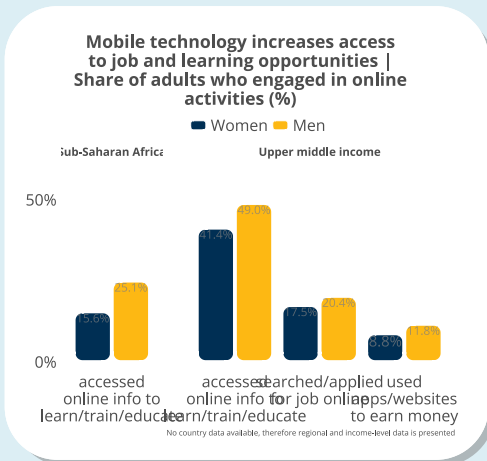 Mobile technology increases access
to job and learning opportunities |
Share of adults who engaged in online
activities (%)
Women Men
Sub-Saharan Africa
Upper middle income
50%
0%
15.6%
25.1%
41.4%
49.0%
17.5%
20.4%
8.8%
11.8%
accessed
online info to
learn/train/educate
accessed
online info to
learn/train/educate
searched/applied
for job online
used
apps/websites
to earn money
No country data available, therefore regional and income-level data is presented